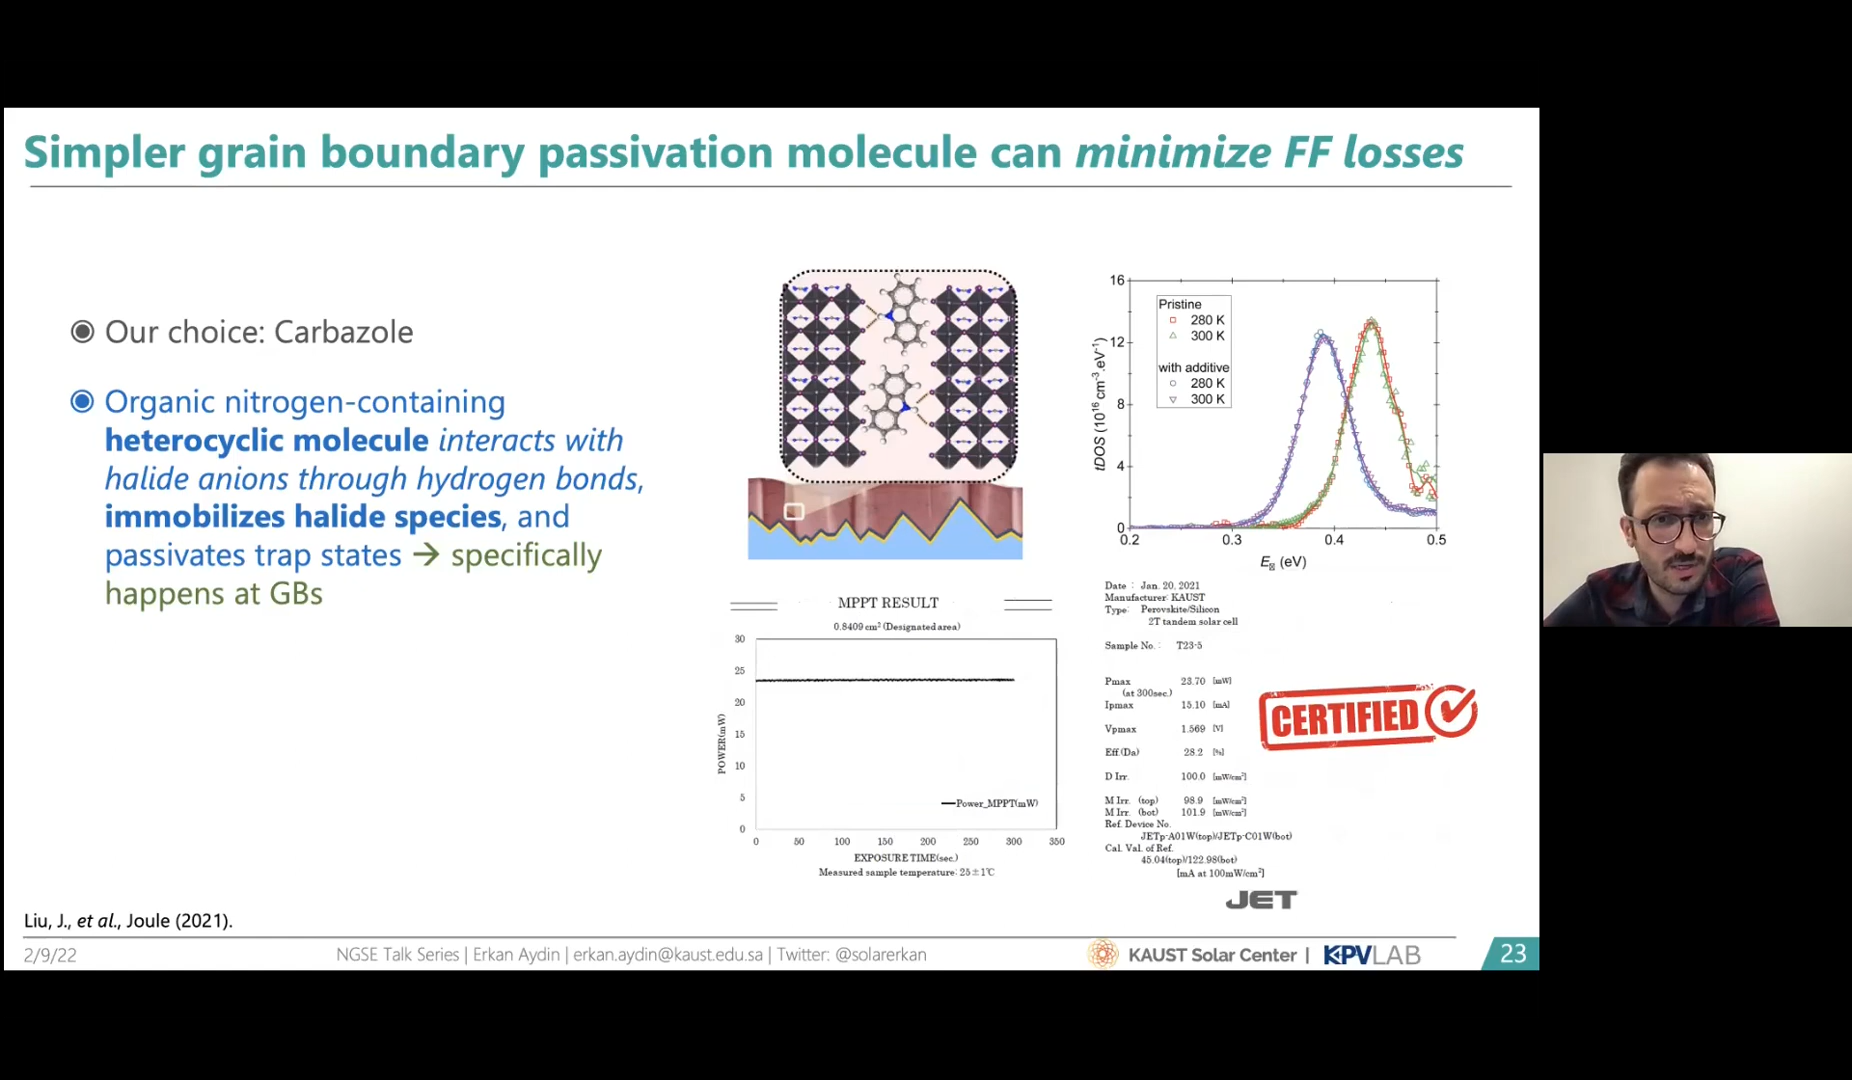 Simpler grain boundary passivation molecule can minimize FF losses
◉ Our choice: Carbazole
◉ Organic nitrogen-containing
heterocyclic molecule interacts with
halide anions through hydrogen bonds,
immobilizes halide species, and
passivates trap states → specifically
happens at GBs
16
12
8
4
0
tDOS (10¹⁶ cm⁻³.eV⁻¹)
Pristine
280 K
300 K
with additive
280 K
300 K
0.2 0.3 0.4 0.5
(eV)
MPPT RESULT
0.8409 cm² (Designated area)
30
25
20
15
10
5
0
POWER(mW)
Power_MPPT(mW)
0 50 100 150 200 250 300 350
EXPOSURE TIME(sec.)
Measured sample temperature: 25±1℃
Date : Jan. 20, 2021
Manufacturer: KAUST
Type: Perovskite/Silicon
2T tandem solar cell
Sample No. : T23-5
Pmax 23.70 [mW]
(at 300sec.)
Ipmax 15.10 [mA]
Vpmax 1.569 [V]
Eff.(Da) 28.2 [%]
D Irr. 100.0 [mW/cm²]
M Irr. (top) 98.9 [mW/cm²]
M Irr. (bot) 101.9 [mW/cm²]
Ref. Device No.
JETp-A01W(top)/JETp-C01W(bot)
Cal. Val. of Ref.
45.04(top)/122.98(bot)
[mA at 100mW/cm²]
CERTIFIED
JET
Liu, J., et al., Joule (2021).
2/9/22
NGSE Talk Series | Erkan Aydin | erkan.aydin@kaust.edu.sa | Twitter: @solarerkan
KAUST Solar Center | KPVLAB
23